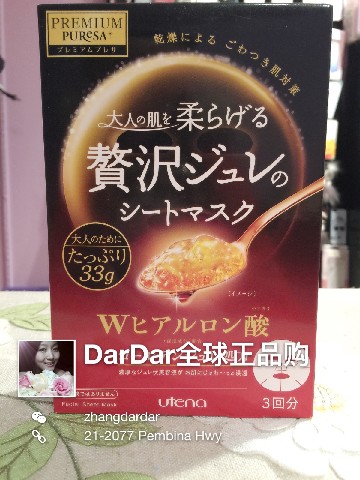 PREMIUM
PURESA
プレミアムプレサ
乾燥による ごわつき肌対策
大人の肌を柔らげる
贅沢ジュレの
シートマスク
大人のために
たっぷり
33g
(イメージ)
Wヒアルロン酸
DarDar全球正品购
zhangdardar
21-2077 Pembina Hwy.
utena
3回分